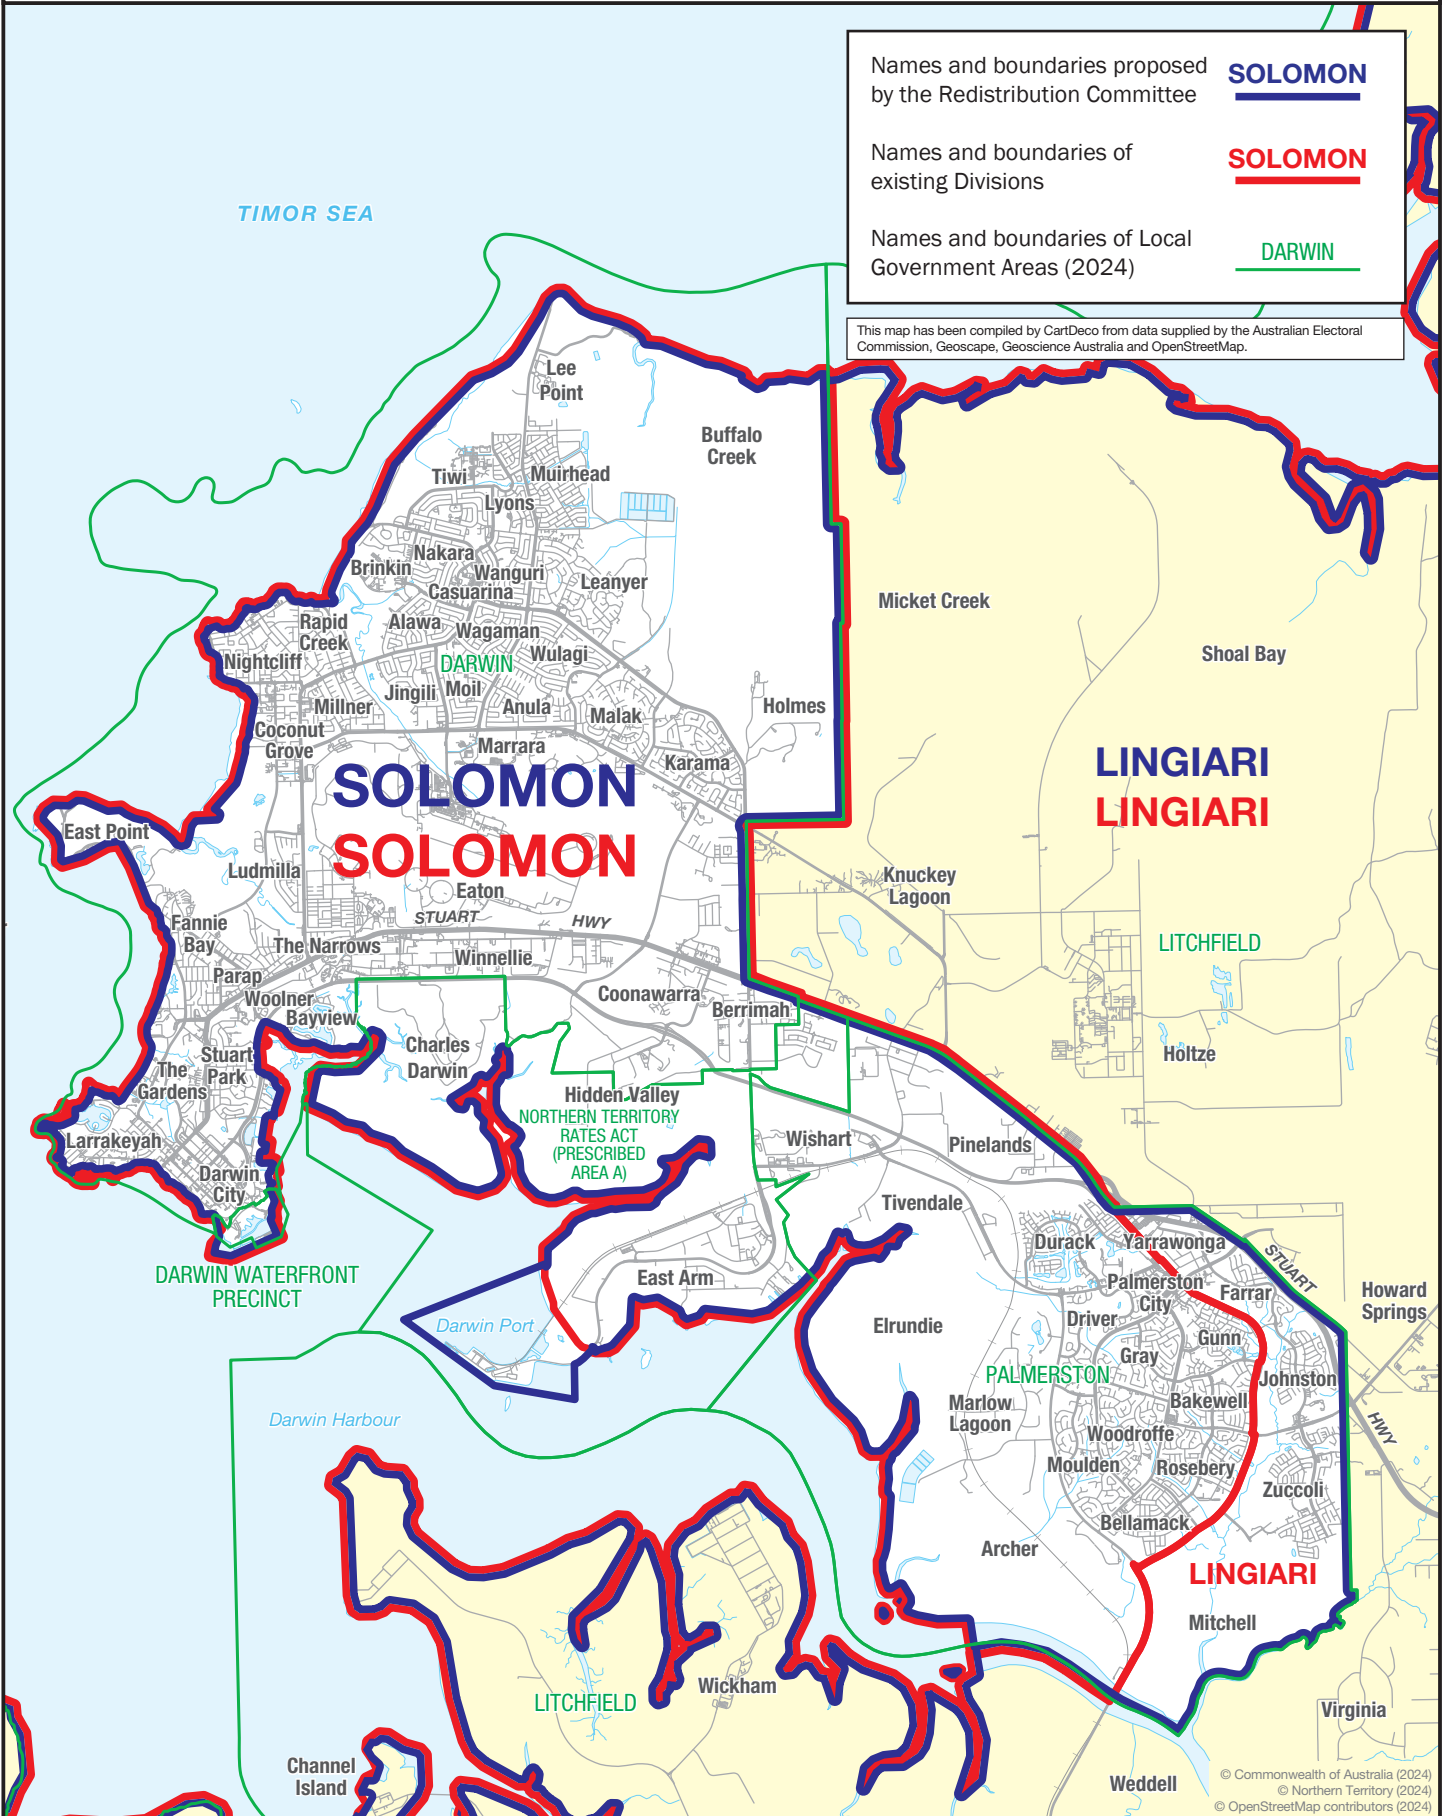 Names and boundaries proposed
by the Redistribution Committee
SOLOMON
Names and boundaries of
existing Divisions
SOLOMON
Names and boundaries of Local
Government Areas (2024)
DARWIN
This map has been compiled by CartDeco from data supplied by the Australian Electoral
Commission, Geoscape, Geoscience Australia and OpenStreetMap.
TIMOR SEA
Lee
Point
Buffalo
Creek
Tiwi
Muirhead
Lyons
Nakara
Brinkin
Wanguri
Casuarina
Leanyer
Micket Creek
Rapid
Creek
Alawa
Wagaman
Shoal Bay
Nightcliff
DARWIN
Wulagi
Jingili
Moil
Millner
Anula
Malak
Holmes
Coconut
Grove
Marrara
Karama
SOLOMON
SOLOMON
LINGIARI
LINGIARI
East Point
Ludmilla
Eaton
Knuckey
Lagoon
STUART
HWY
Fannie
Bay
The Narrows
Winnellie
LITCHFIELD
Parap
Woolner
Bayview
Coonawarra
Berrimah
Charles
Darwin
Stuart
Park
The
Gardens
Holtze
Hidden Valley
NORTHERN TERRITORY
RATES ACT
(PRESCRIBED
AREA A)
Larrakeyah
Wishart
Pinelands
Darwin
City
Tivendale
Durack
Yarrawonga
STUART
DARWIN WATERFRONT
PRECINCT
East Arm
Palmerston
City
Farrar
Howard
Springs
Darwin Port
Elrundie
Driver
Gunn
Gray
PALMERSTON
Johnston
Marlow
Lagoon
Bakewell
Darwin Harbour
Woodroffe
HWY
Moulden
Rosebery
Zuccoli
Bellamack
Archer
LINGIARI
Mitchell
Wickham
LITCHFIELD
Virginia
Channel
Island
Weddell
© Commonwealth of Australia (2024)
© Northern Territory (2024)
© OpenStreetMap contributors (2024)